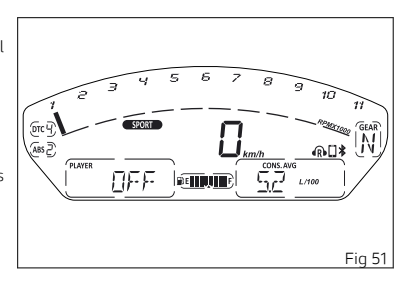 l
s
1 2 3 4 5 6 7 8 9 10 11
RPMX1000
DTC 4
SPORT
GEAR
N
ABS 2
0 km/h
R
PLAYER
OFF
E F
CONS. AVG
5.2 L/100
Fig 51